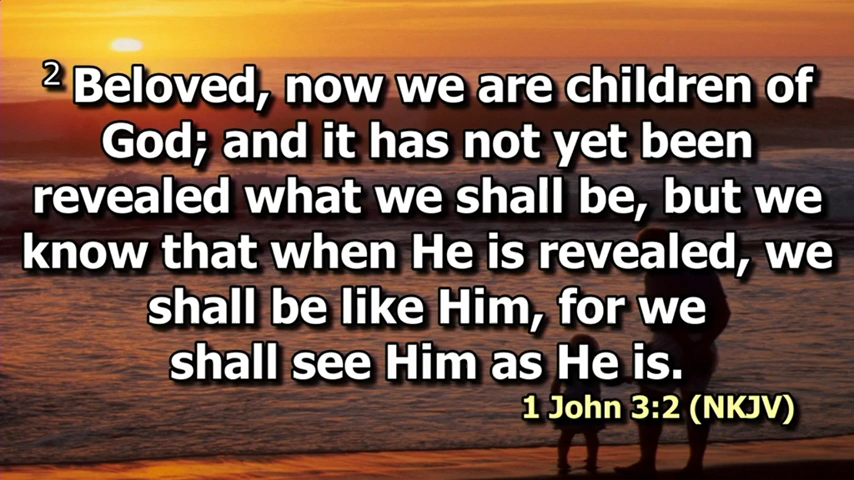 2 Beloved, now we are children of
God; and it has not yet been
revealed what we shall be, but we
know that when He is revealed, we
shall be like Him, for we
shall see Him as He is.
1 John 3:2 (NKJV)